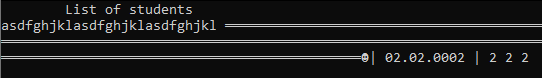 List of students
asdfghjklasdfghjklasdfghjkl ══════════════════════════════════════════
═══════════════════════════════════════════════════════════════════════
═════════════════════════════════════════════☻| 02.02.0002 | 2 2 2